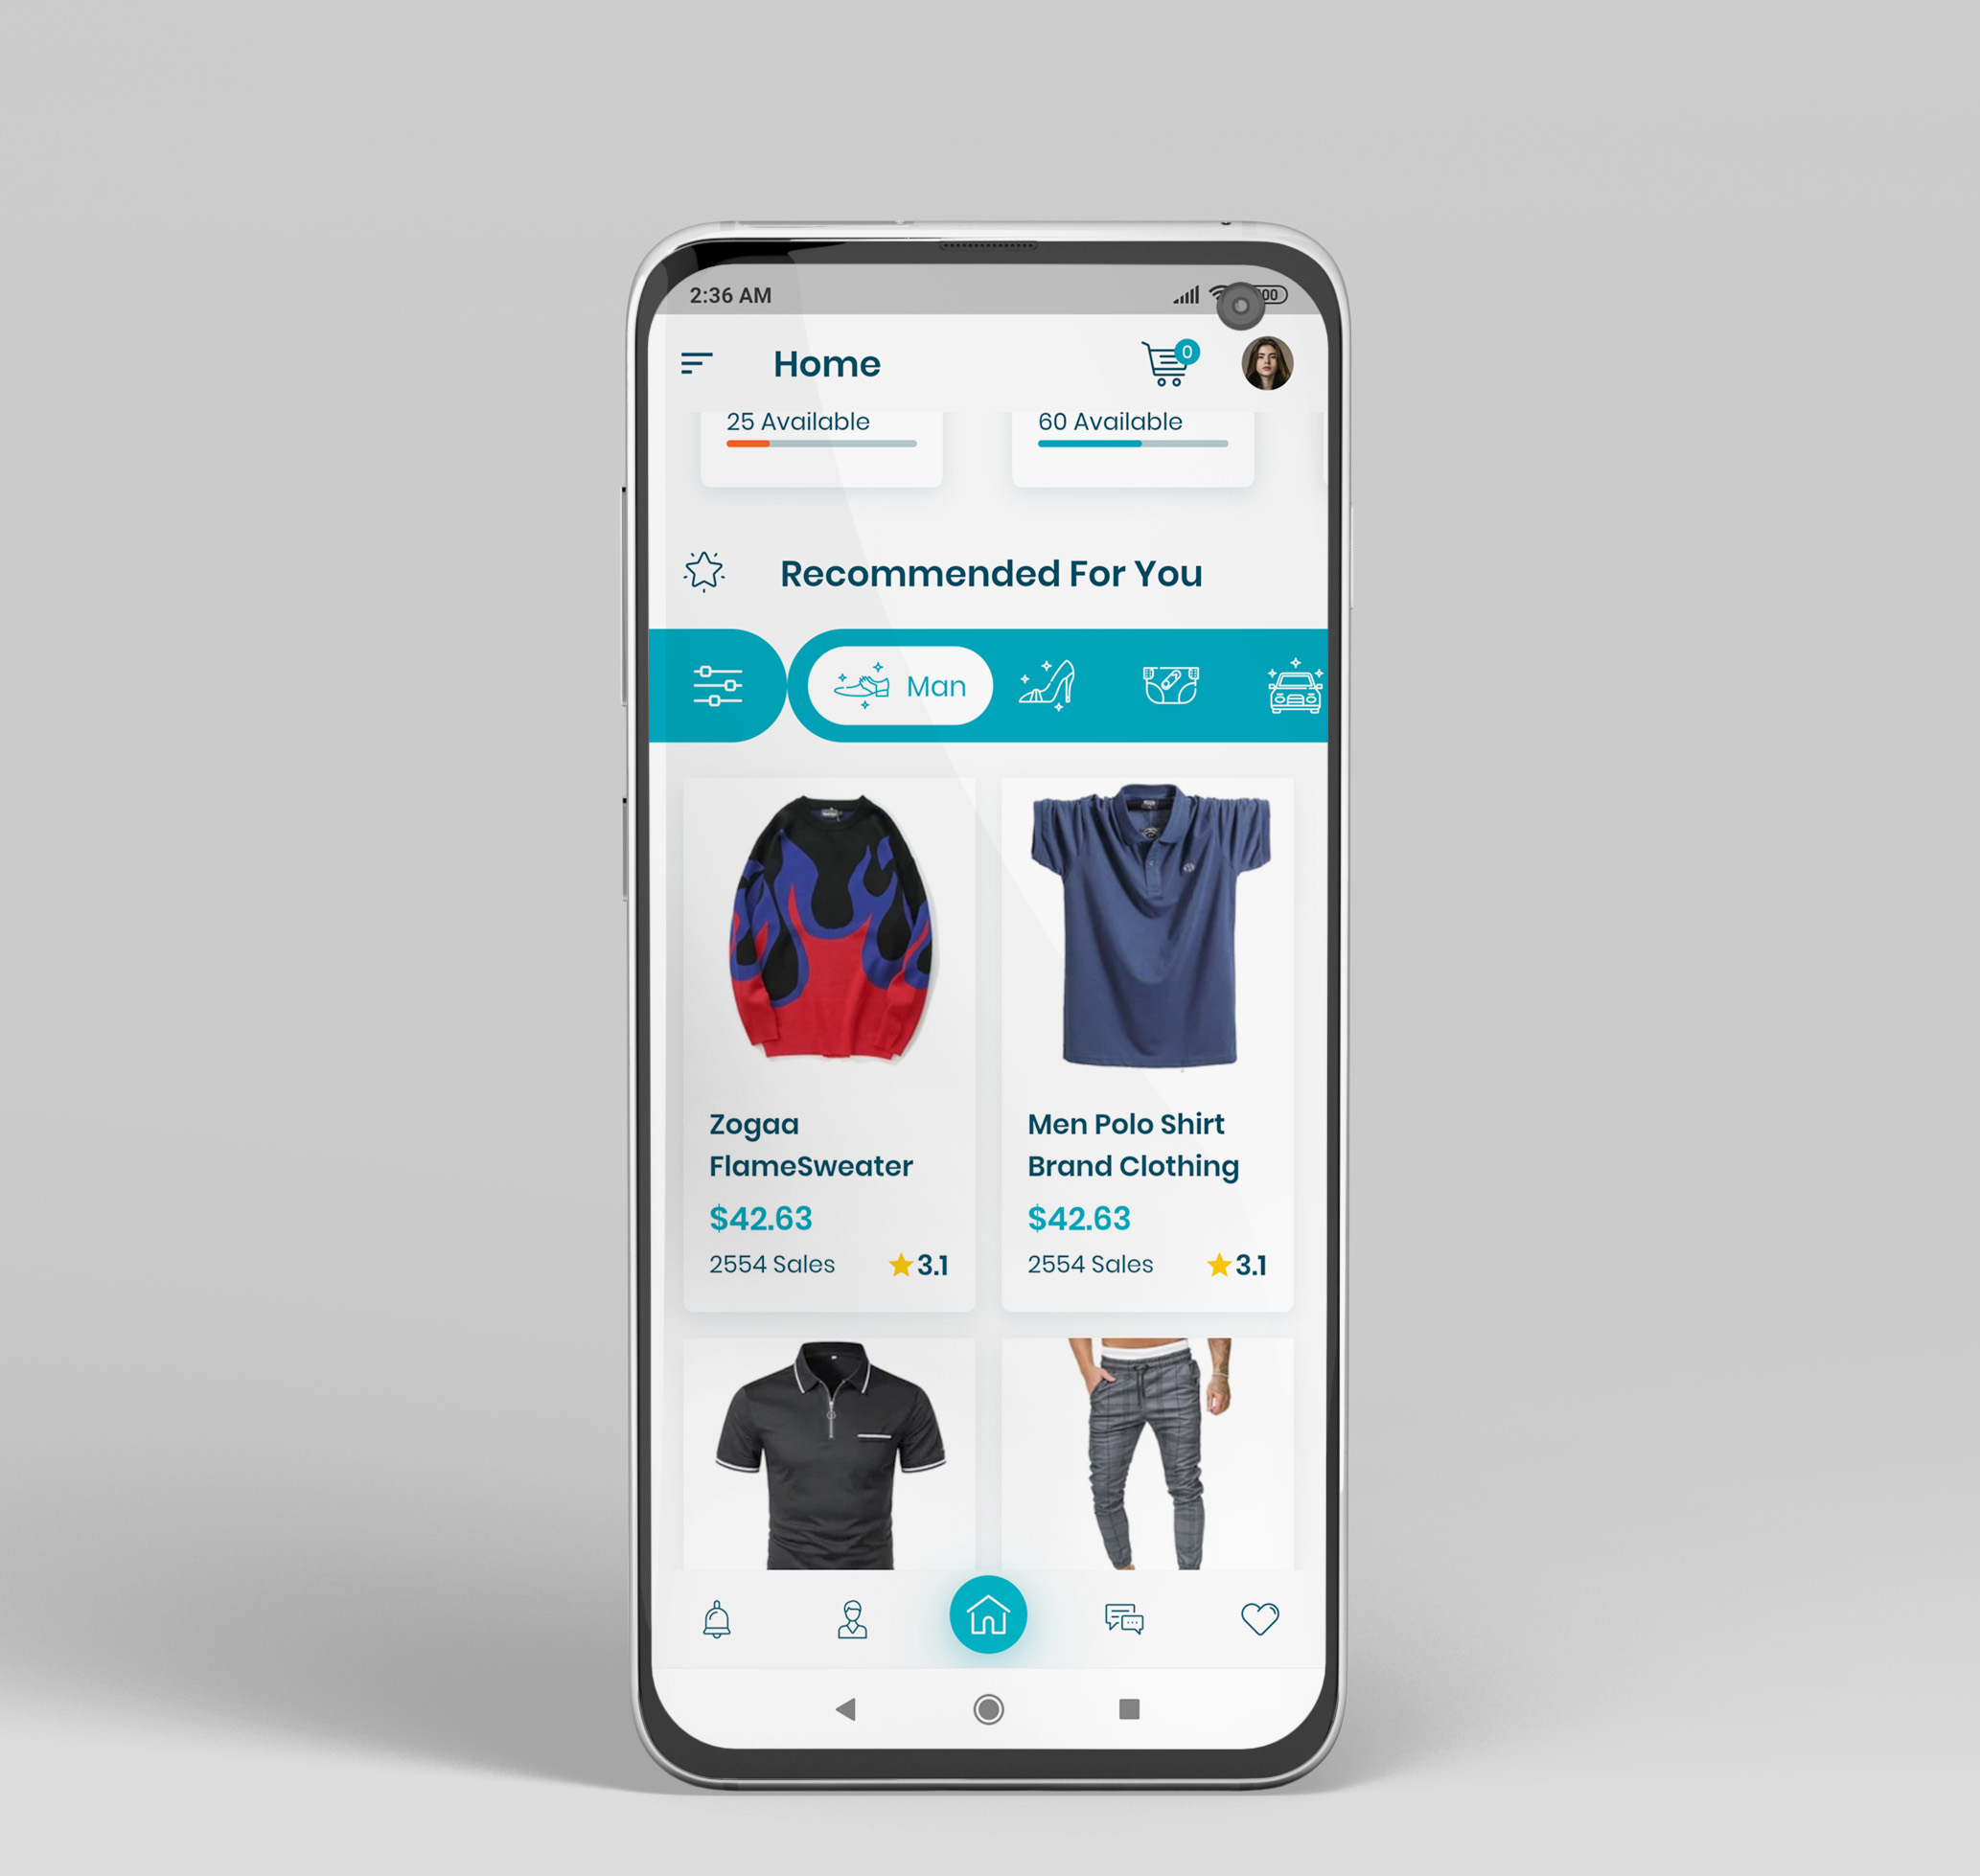 2:36 AM
Home
0
25 Available
60 Available
Recommended For You
Man
Zogaa
FlameSweater
$42.63
2554 Sales
3.1
Men Polo Shirt
Brand Clothing
$42.63
2554 Sales
3.1